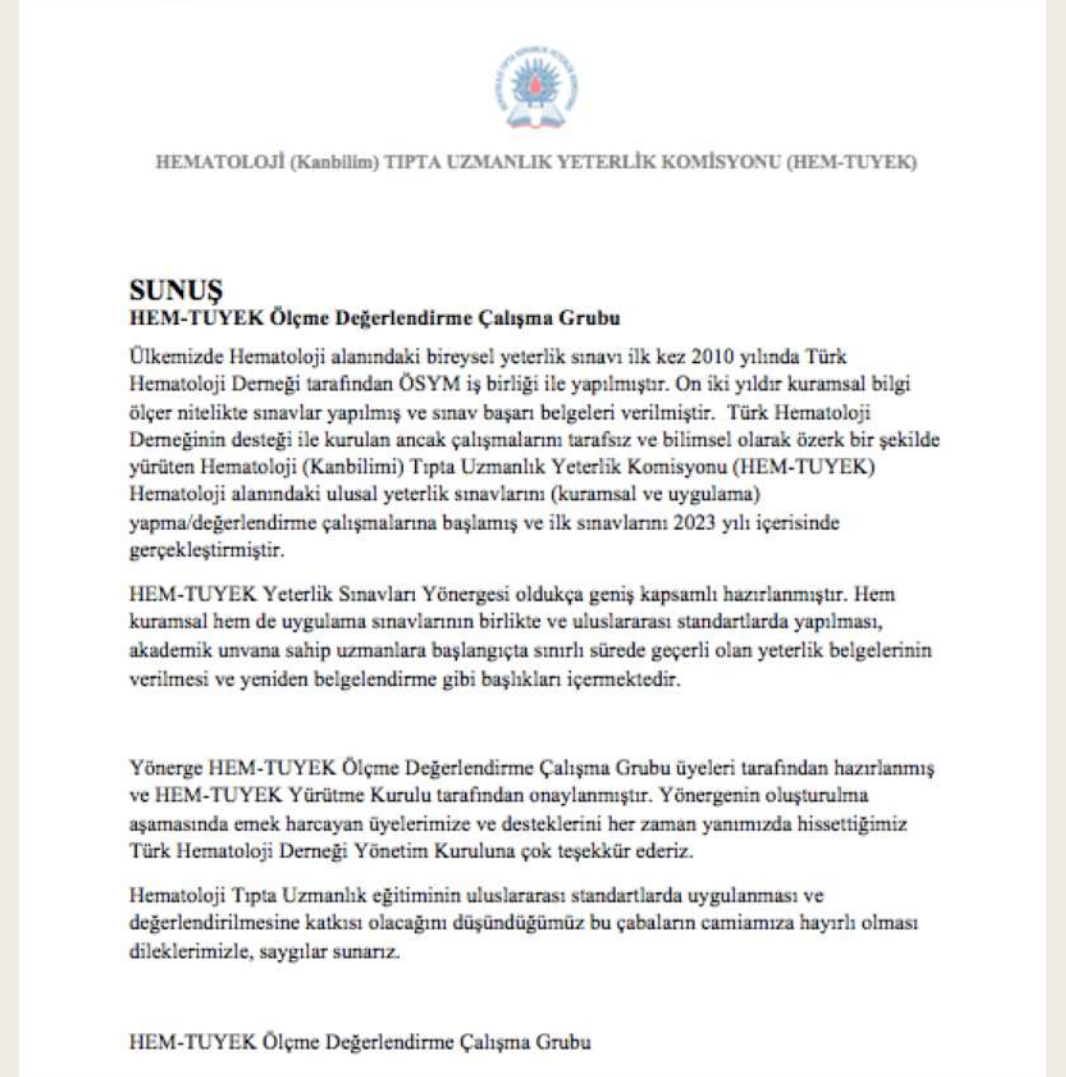 HEMATOLOJİ (Kanbilim) TIPTA UZMANLIK YETERLİK KOMİSYONU (HEM-TUYEK)
SUNUŞ
HEM-TUYEK Ölçme Değerlendirme Çalışma Grubu
Ülkemizde Hematoloji alanındaki bireysel yeterlik sınavı ilk kez 2010 yılında Türk
Hematoloji Derneği tarafından ÖSYM iş birliği ile yapılmıştır. On iki yıldır kuramsal bilgi
ölçer nitelikte sınavlar yapılmış ve sınav başarı belgeleri verilmiştir. Türk Hematoloji
Derneğinin desteği ile kurulan ancak çalışmalarını tarafsız ve bilimsel olarak özerk bir şekilde
yürüten Hematoloji (Kanbilimi) Tıpta Uzmanlık Yeterlik Komisyonu (HEM-TUYEK)
Hematoloji alanındaki ulusal yeterlik sınavlarını (kuramsal ve uygulama)
yapma/değerlendirme çalışmalarına başlamış ve ilk sınavlarını 2023 yılı içerisinde
gerçekleştirmiştir.
HEM-TUYEK Yeterlik Sınavları Yönergesi oldukça geniş kapsamlı hazırlanmıştır. Hem
kuramsal hem de uygulama sınavlarının birlikte ve uluslararası standartlarda yapılması,
akademik unvana sahip uzmanlara başlangıçta sınırlı sürede geçerli olan yeterlik belgelerinin
verilmesi ve yeniden belgelendirme gibi başlıkları içermektedir.
Yönerge HEM-TUYEK Ölçme Değerlendirme Çalışma Grubu üyeleri tarafından hazırlanmış
ve HEM-TUYEK Yürütme Kurulu tarafından onaylanmıştır. Yönergenin oluşturulma
aşamasında emek harcayan üyelerimize ve desteklerini her zaman yanımızda hissettiğimiz
Türk Hematoloji Derneği Yönetim Kuruluna çok teşekkür ederiz.
Hematoloji Tıpta Uzmanlık eğitiminin uluslararası standartlarda uygulanması ve
değerlendirilmesine katkısı olacağını düşündüğümüz bu çabaların camiamıza hayırlı olması
dileklerimizle, saygılar sunarız.
HEM-TUYEK Ölçme Değerlendirme Çalışma Grubu